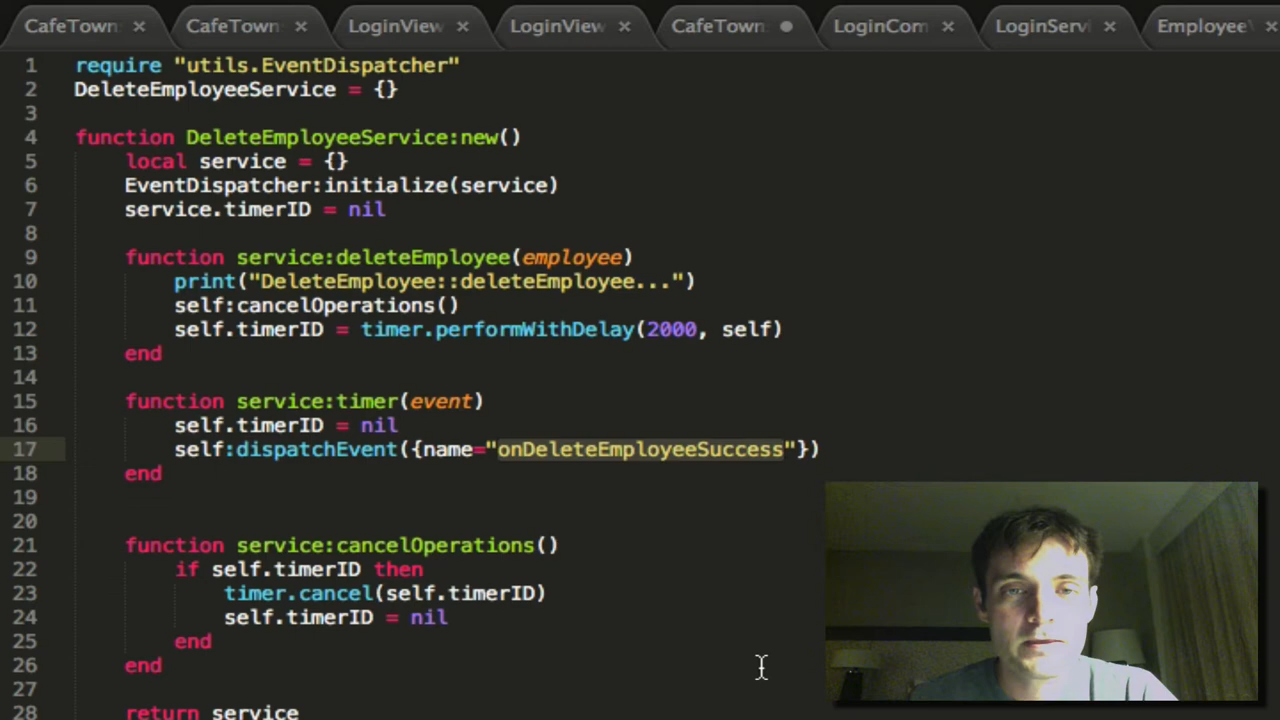 CafeTown: × CafeTown: × LoginView × LoginView × CafeTown LoginCom × LoginServi × Employee ×
1 require "utils.EventDispatcher"
2 DeleteEmployeeService = {}
3
4 function DeleteEmployeeService:new()
5 local service = {}
6 EventDispatcher:initialize(service)
7 service.timerID = nil
8
9 function service:deleteEmployee(employee)
10 print("DeleteEmployee::deleteEmployee...")
11 self:cancelOperations()
12 self.timerID = timer.performWithDelay(2000, self)
13 end
14
15 function service:timer(event)
16 self.timerID = nil
17 self:dispatchEvent({name="onDeleteEmployeeSuccess"})
18 end
19
20
21 function service:cancelOperations()
22 if self.timerID then
23 timer.cancel(self.timerID)
24 self.timerID = nil
25 end
26 end
27
28 return service